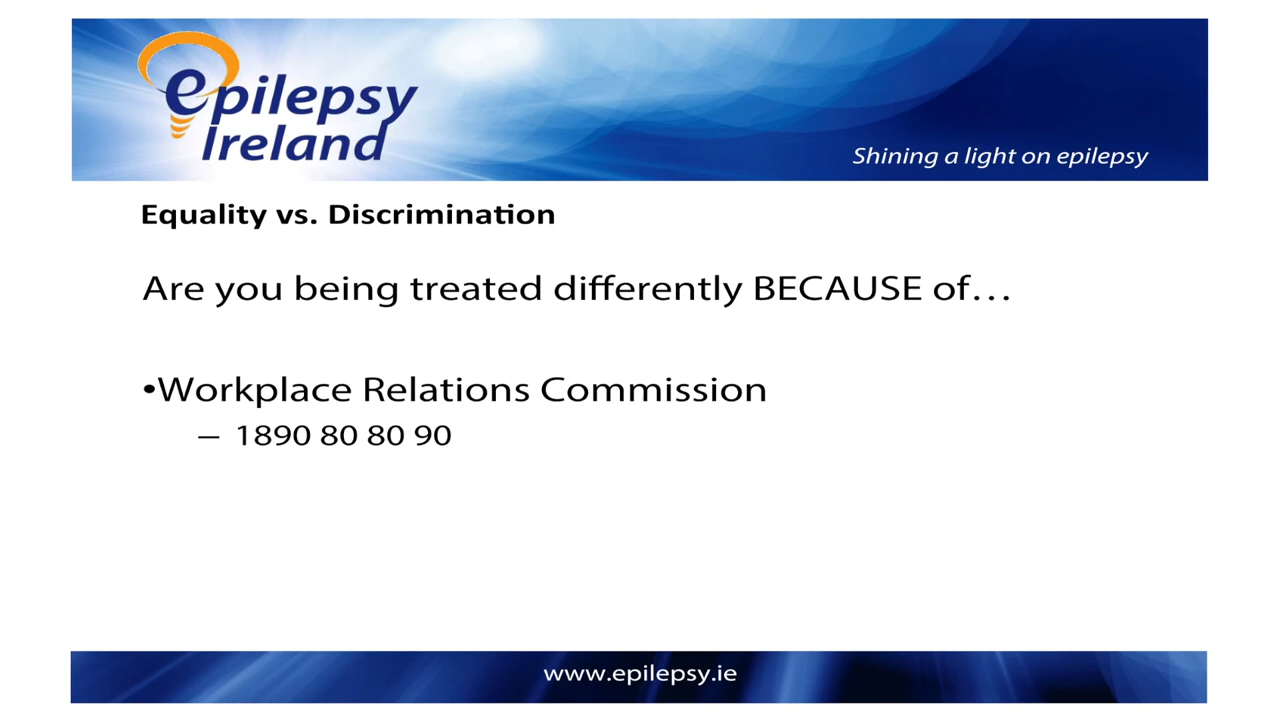 epilepsy
Ireland
Shining a light on epilepsy
Equality vs. Discrimination
Are you being treated differently BECAUSE of…
•Workplace Relations Commission
– 1890 80 80 90
www.epilepsy.ie